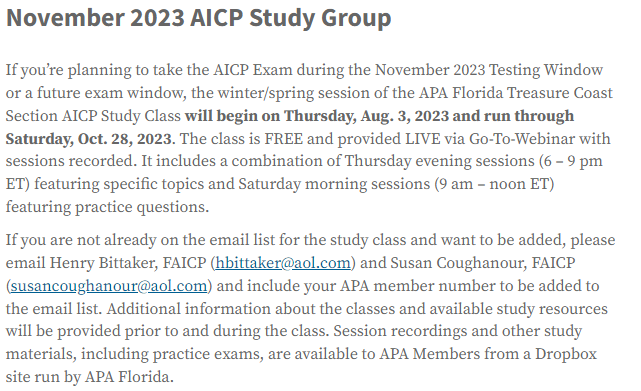 November 2023 AICP Study Group
If you’re planning to take the AICP Exam during the November 2023 Testing Window
or a future exam window, the winter/spring session of the APA Florida Treasure Coast
Section AICP Study Class will begin on Thursday, Aug. 3, 2023 and run through
Saturday, Oct. 28, 2023. The class is FREE and provided LIVE via Go-To-Webinar with
sessions recorded. It includes a combination of Thursday evening sessions (6 – 9 pm
ET) featuring specific topics and Saturday morning sessions (9 am – noon ET)
featuring practice questions.
If you are not already on the email list for the study class and want to be added, please
email Henry Bittaker, FAICP (hbittaker@aol.com) and Susan Coughanour, FAICP
(susancoughanour@aol.com) and include your APA member number to be added to
the email list. Additional information about the classes and available study resources
will be provided prior to and during the class. Session recordings and other study
materials, including practice exams, are available to APA Members from a Dropbox
site run by APA Florida.